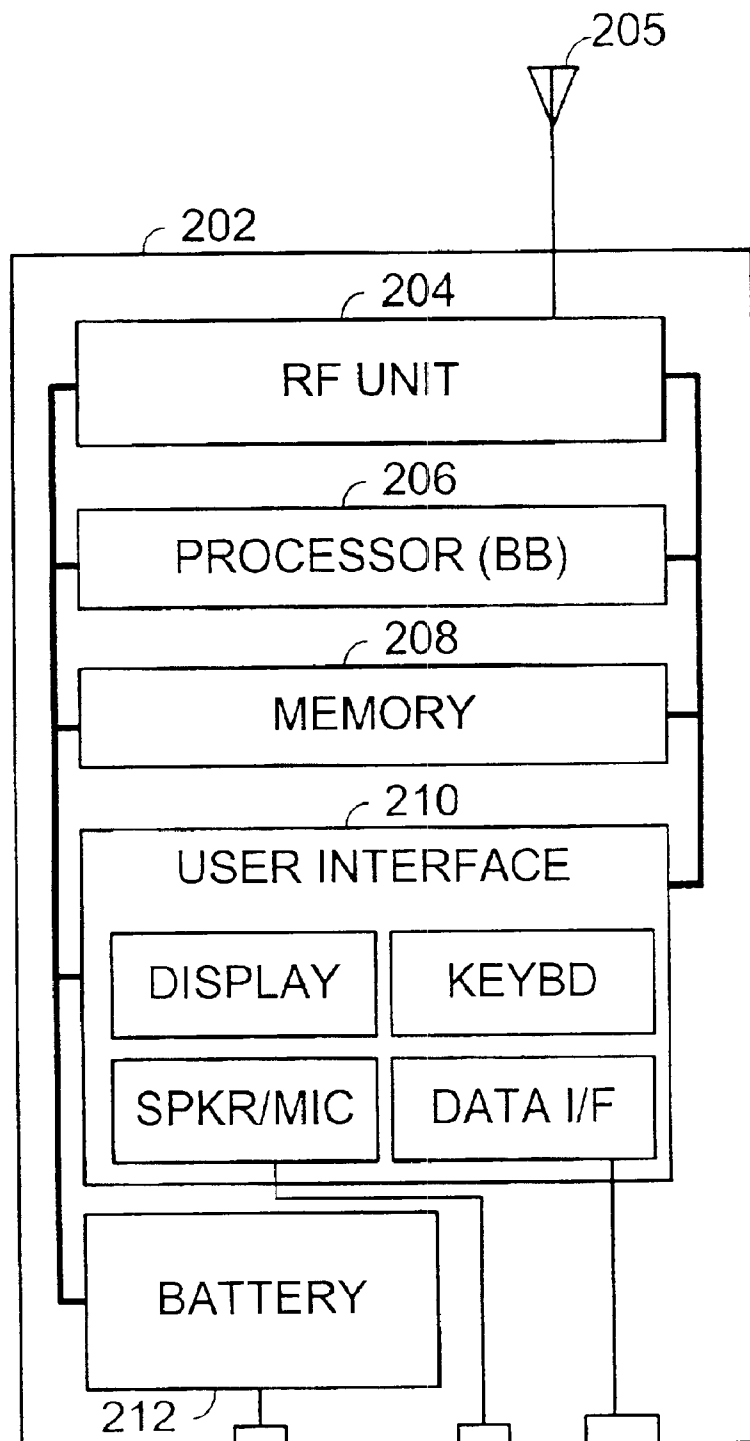 205
202
204
RF UNIT
206
PROCESSOR (BB)
208
MEMORY
210
USER INTERFACE
DISPLAY KEYBD
SPKR/MIC DATA I/F
BATTERY
212